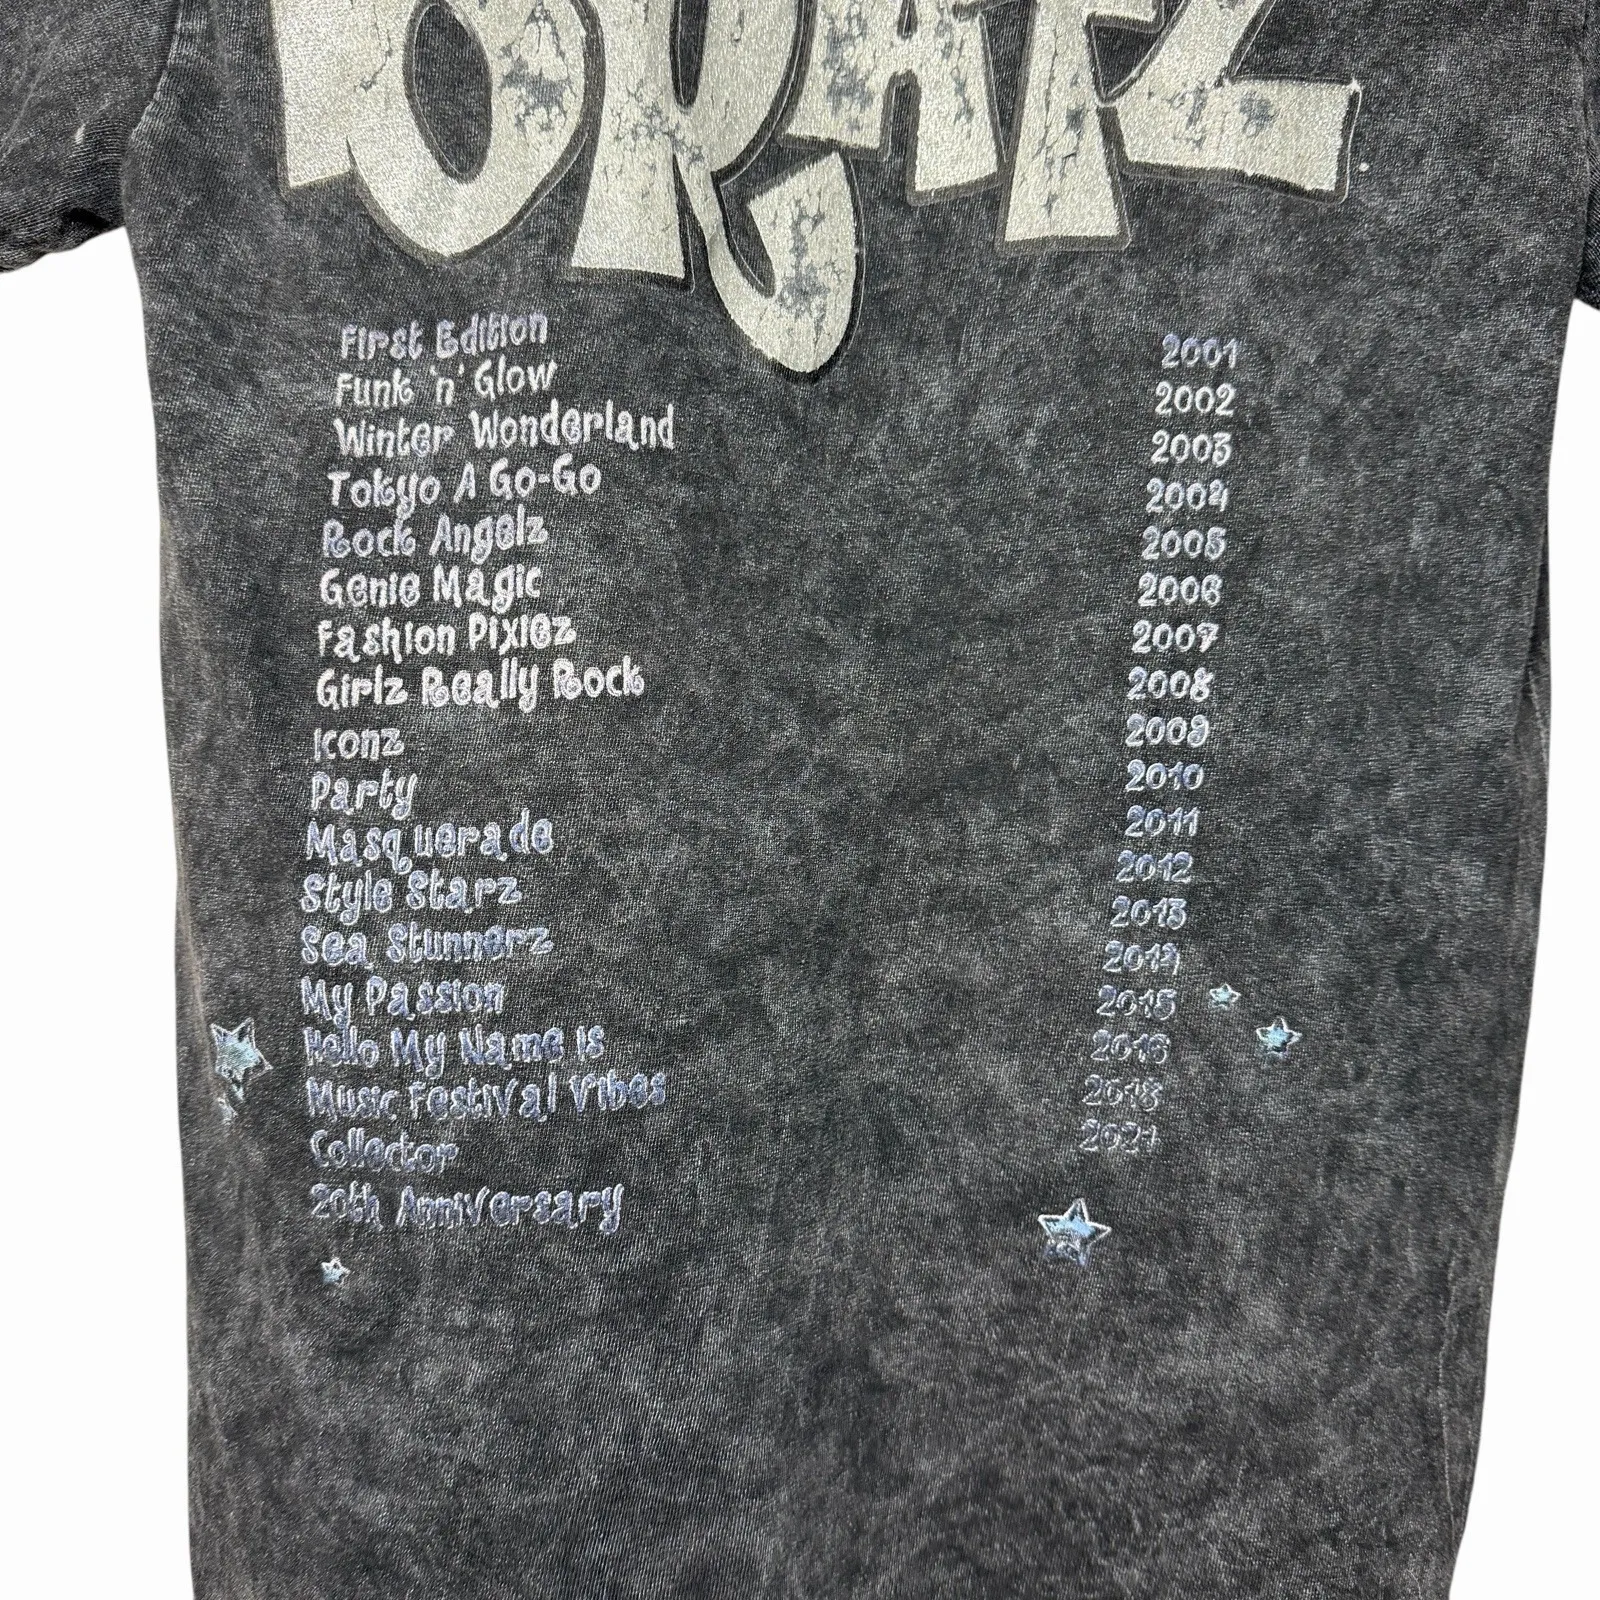 BRATZ
First Edition 2001
Funk 'n' Glow 2002
Winter Wonderland 2003
Tokyo A Go-Go 2004
Rock Angelz 2005
Genie Magic 2006
Fashion Pixiez 2007
Girlz Really Rock 2008
Iconz 2009
Party 2010
Masquerade 2011
Style Starz 2012
Sea Stunnerz 2013
My Passion 2014
Hello My Name is 2015
Music Festival Vibes 2016
Collector 2018
20th Anniversary 2021